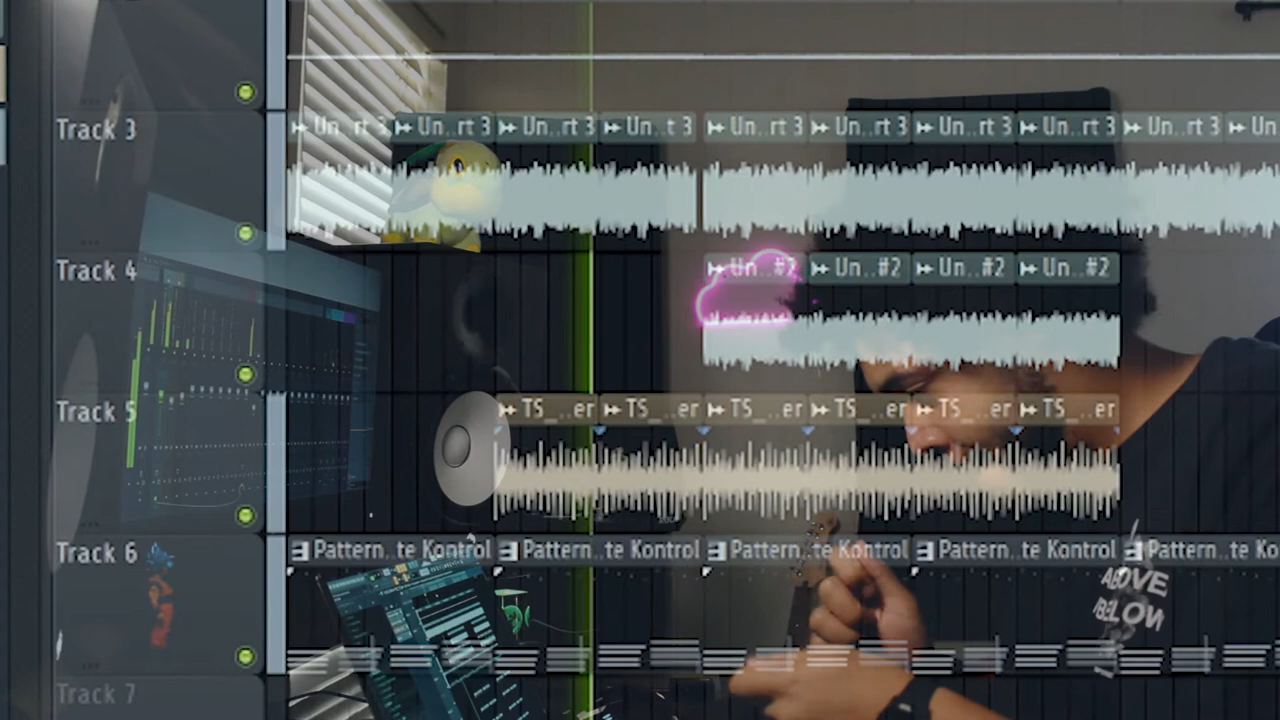 Track 3
Un..rt 3 Un..rt 3 Un..rt 3 Un..t 3 Un..rt 3 Un..rt 3 Un..rt 3 Un..rt 3 Un..rt 3 Un
Track 4
Un..#2 Un..#2 Un..#2 Un..#2
Track 5
TS_..er TS_..er TS_..er TS_..er TS_..er TS_..er
Track 6
Pattern..te Kontrol Pattern..te Kontrol Pattern..te Kontrol Pattern..te Kontrol Pattern..te Ko
ABOVE
BELOW
Track 7